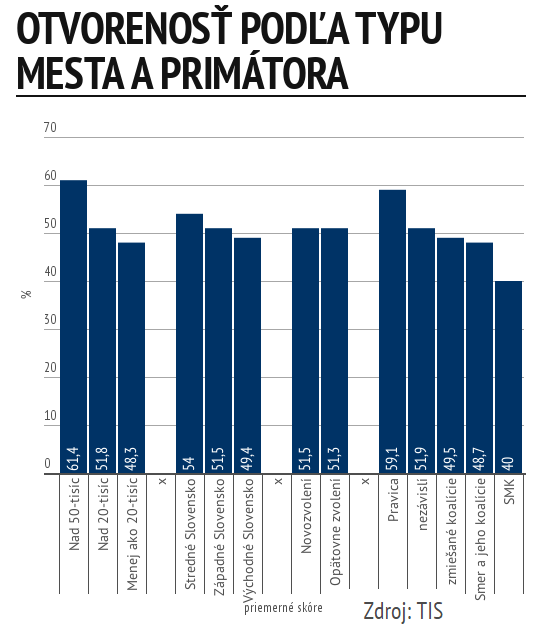 OTVORENOSŤ PODĽA TYPU
MESTA A PRIMÁTORA
70
60
50
40
30
20
10
0
%
61,4
51,8
48,3
54
51,5
49,4
51,5
51,3
59,1
51,9
49,5
48,7
40
Nad 50-tisíc
Nad 20-tisíc
Menej ako 20-tisíc
x
Stredné Slovensko
Západné Slovensko
Východné Slovensko
x
Novozvolení
Opätovne zvolení
x
Pravica
nezávislí
zmiešané koalície
Smer a jeho koalície
SMK
priemerné skóre
Zdroj: TIS